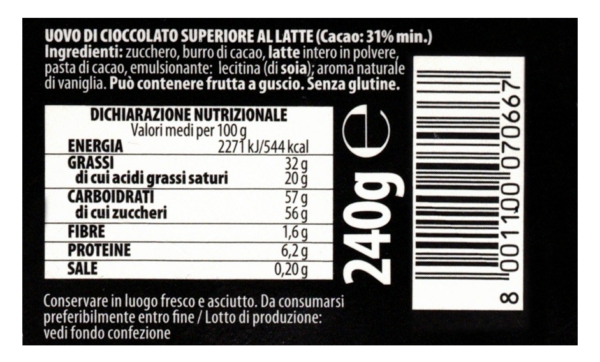 UOVO DI CIOCCOLATO SUPERIORE AL LATTE (Cacao: 31% min.)
Ingredienti: zucchero, burro di cacao, latte intero in polvere,
pasta di cacao, emulsionante: lecitina (di soia); aroma naturale
di vaniglia. Può contenere frutta a guscio. Senza glutine.
DICHIARAZIONE NUTRIZIONALE
Valori medi per 100 g
ENERGIA 2271 kJ/544 kcal
GRASSI 32 g
di cui acidi grassi saturi 20 g
CARBOIDRATI 57 g
di cui zuccheri 56 g
FIBRE 1,6 g
PROTEINE 6,2 g
SALE 0,20 g
240g e
8 001100 070667
Conservare in luogo fresco e asciutto. Da consumarsi
preferibilmente entro fine / Lotto di produzione:
vedi fondo confezione